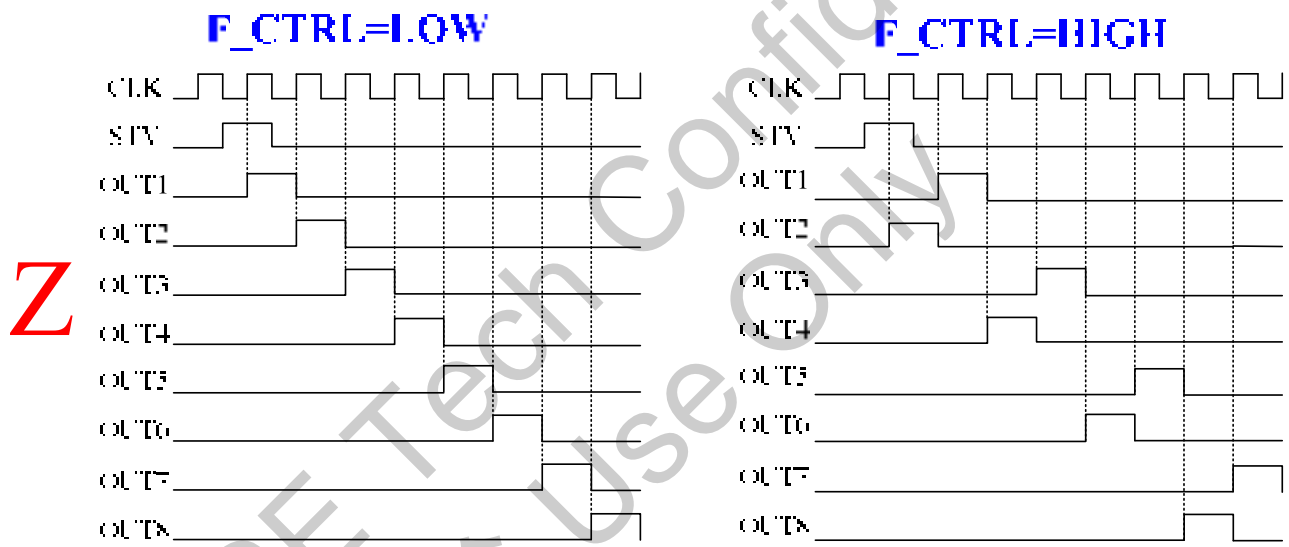 F_CTRL=LOW
CLK
STV
OUT1
OUT2
OUT3
OUT4
OUT5
OUT6
OUT7
OUT8
Z
F_CTRL=HIGH
CLK
STV
OUT1
OUT2
OUT3
OUT4
OUT5
OUT6
OUT7
OUT8
Tech
Use Only